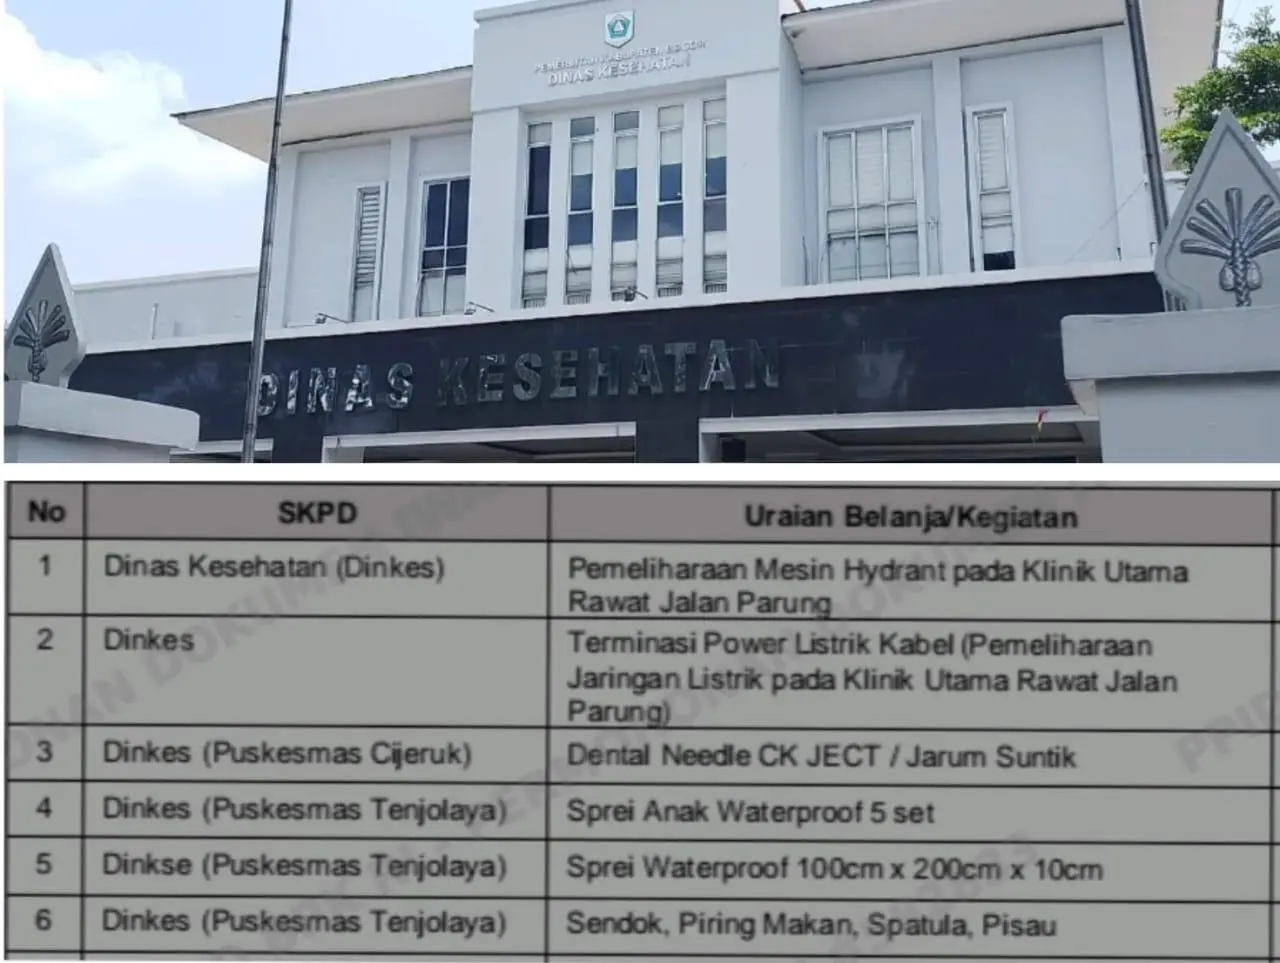 PEMERINTAH KABUPATEN BOGOR
DINAS KESEHATAN
DINAS KESEHATAN
No SKPD Uraian Belanja/Kegiatan
1 Dinas Kesehatan (Dinkes) Pemeliharaan Mesin Hydrant pada Klinik Utama
Rawat Jalan Parung
2 Dinkes Terminasi Power Listrik Kabel (Pemeliharaan
Jaringan Listrik pada Klinik Utama Rawat Jalan
Parung)
3 Dinkes (Puskesmas Cijeruk) Dental Needle CK JECT / Jarum Suntik
4 Dinkes (Puskesmas Tenjolaya) Sprei Anak Waterproof 5 set
5 Dinkse (Puskesmas Tenjolaya) Sprei Waterproof 100cm x 200cm x 10cm
6 Dinkes (Puskesmas Tenjolaya) Sendok, Piring Makan, Spatula, Pisau